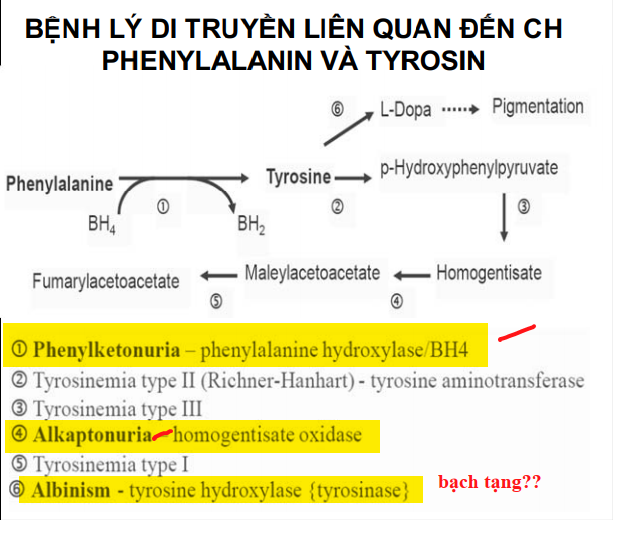 BỆNH LÝ DI TRUYỀN LIÊN QUAN ĐẾN CH
PHENYLALANIN VÀ TYROSIN
⑥ L-Dopa Pigmentation
Phenylalanine Tyrosine p-Hydroxyphenylpyruvate
① ② ③
BH4 BH2
Fumarylacetoacetate Maleylacetoacetate Homogentisate
⑤ ④
① Phenylketonuria – phenylalanine hydroxylase/BH4
② Tyrosinemia type II (Richner-Hanhart) - tyrosine aminotransferase
③ Tyrosinemia type III
④ Alkaptonuria – homogentisate oxidase
⑤ Tyrosinemia type I
⑥ Albinism - tyrosine hydroxylase {tyrosinase}
bạch tạng??